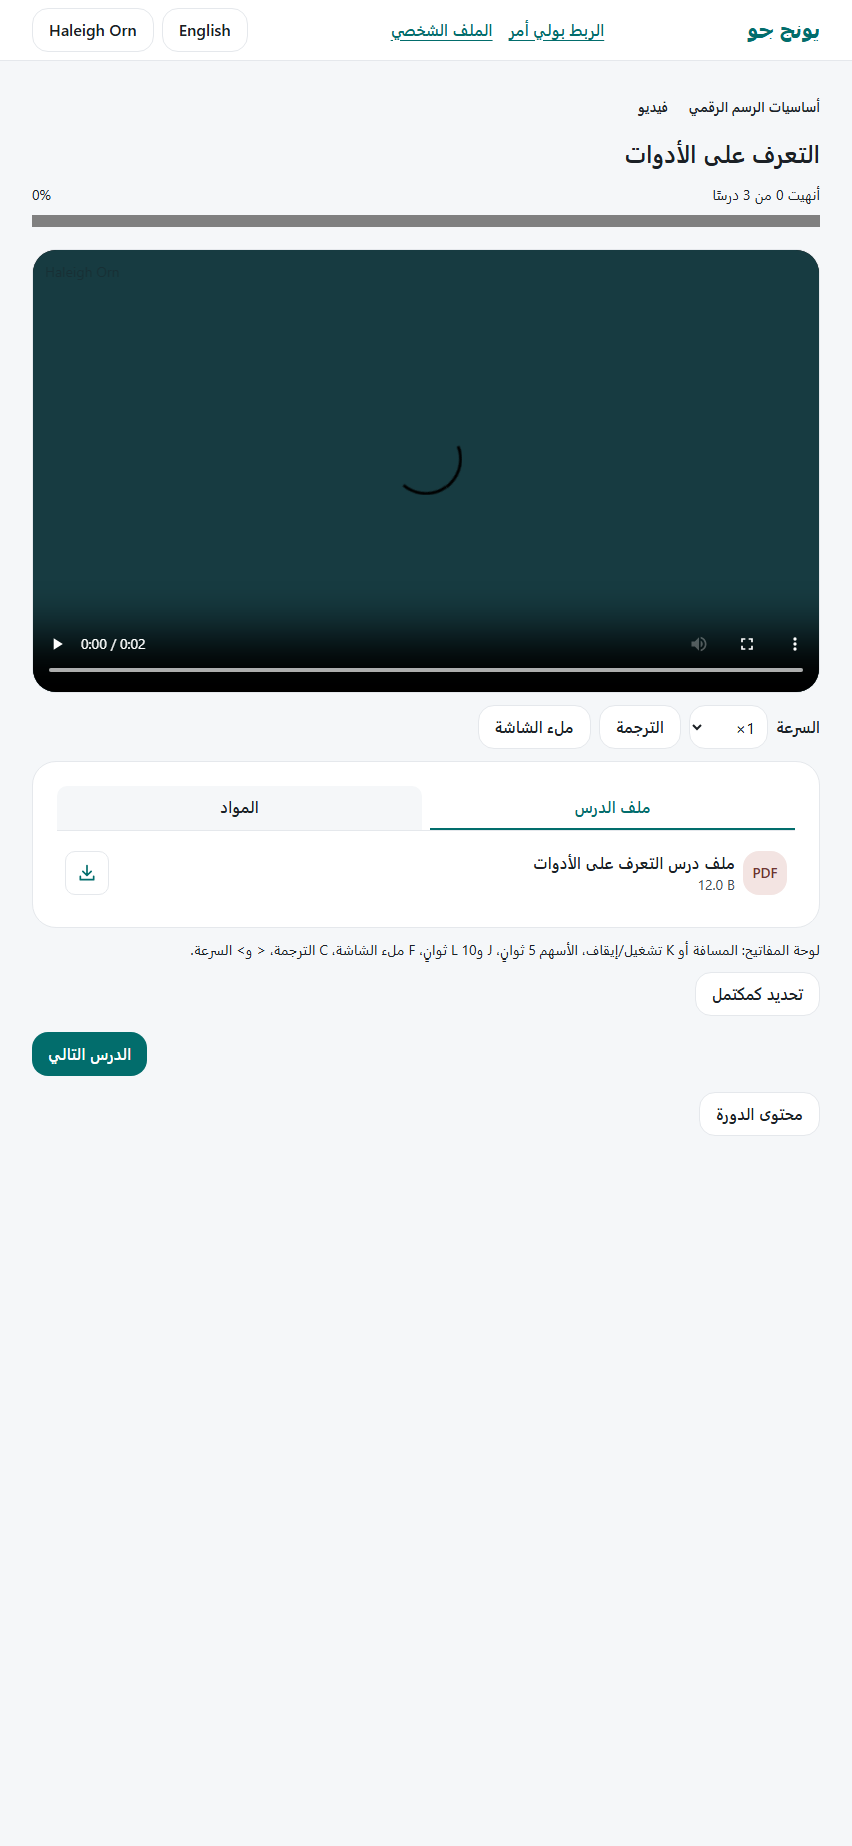 يونج جو
الربط بولي أمر
الملف الشخصي
English
Haleigh Orn
أساسيات الرسم الرقمي
فيديو
التعرف على الأدوات
أنهيت 0 من 3 درسًا
0%
Haleigh Orn
0:00 / 0:02
السرعة
1×
الترجمة
ملء الشاشة
ملف الدرس
المواد
PDF
ملف درس التعرف على الأدوات
12.0 B
لوحة المفاتيح: المسافة أو K تشغيل/إيقاف، الأسهم 5 ثوانٍ، J وL 10 ثوانٍ، F ملء الشاشة، C الترجمة، < و> السرعة.
تحديد كمكتمل
الدرس التالي
محتوى الدورة